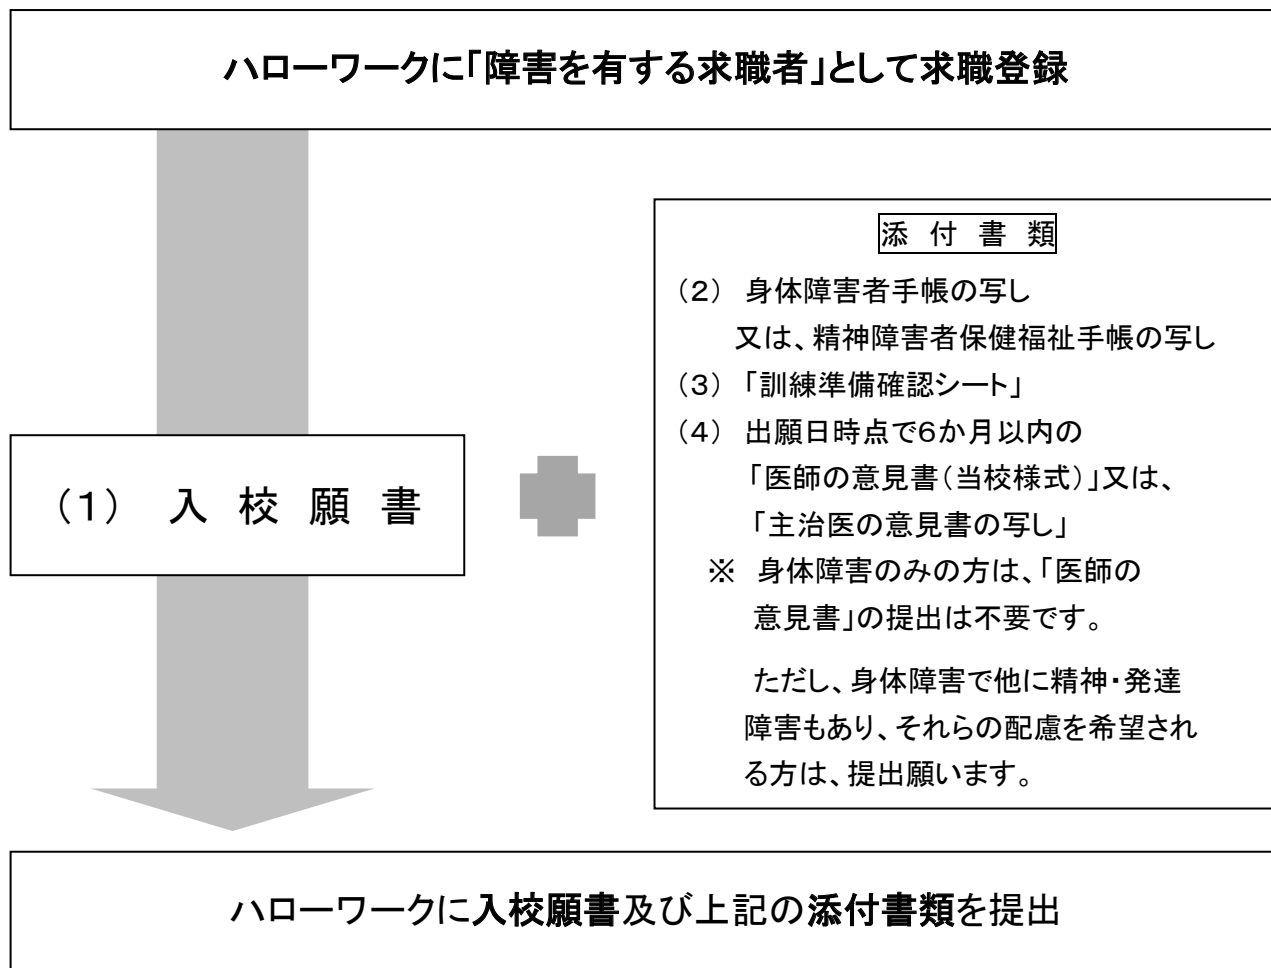 ハローワークに「障害を有する求職者」として求職登録
添 付 書 類
（２） 身体障害者手帳の写し
又は、精神障害者保健福祉手帳の写し
（３） 「訓練準備確認シート」
（４） 出願日時点で６か月以内の
「医師の意見書（当校様式）」又は、
「主治医の意見書の写し」
※ 身体障害のみの方は、「医師の
意見書」の提出は不要です。
ただし、身体障害で他に精神・発達
障害もあり、それらの配慮を希望され
る方は、提出願います。
（１） 入 校 願 書
ハローワークに入校願書及び上記の添付書類を提出